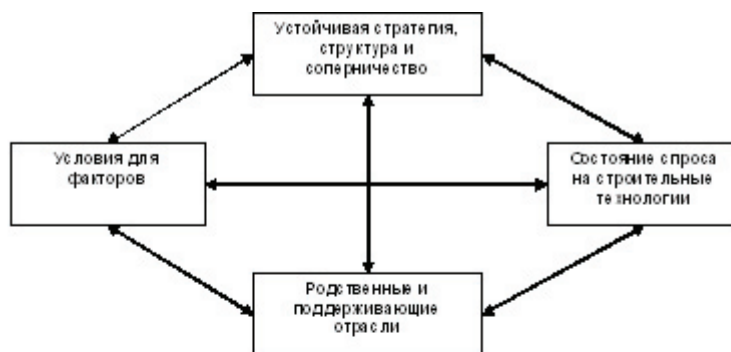 Устойчивая стратегия,
структура и
соперничество
Условия для
факторов
Состояние спроса
на строительные
технологии
Родственные и
поддерживающие
отрасли